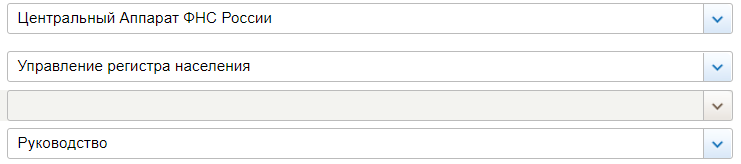 Центральный Аппарат ФНС России
Управление регистра населения
Руководство